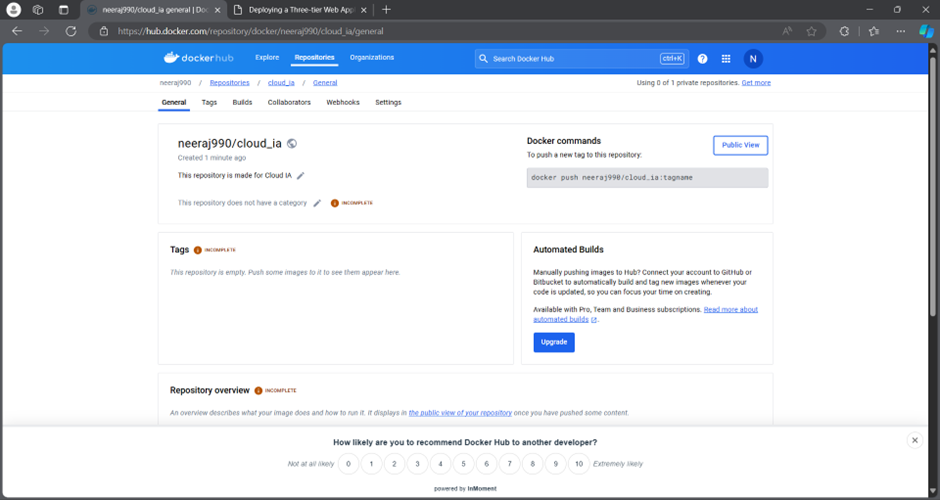 neeraj990/cloud_ia general | Doc
Deploying a Three-tier Web App
https://hub.docker.com/repository/docker/neeraj990/cloud_ia/general
dockerhub
Explore
Repositories
Organizations
Search Docker Hub
ctrl+K
?
N
neeraj990 / Repositories / cloud_ia / General
Using 0 of 1 private repositories. Get more
General
Tags
Builds
Collaborators
Webhooks
Settings
neeraj990/cloud_ia
Created 1 minute ago
This repository is made for Cloud IA
This repository does not have a category
INCOMPLETE
Docker commands
To push a new tag to this repository:
Public View
docker push neeraj990/cloud_ia:tagname
Tags
INCOMPLETE
This repository is empty. Push some images to it to see them appear here.
Automated Builds
Manually pushing images to Hub? Connect your account to GitHub or
Bitbucket to automatically build and tag new images whenever your
code is updated, so you can focus your time on creating.
Available with Pro, Team and Business subscriptions. Read more about
automated builds
Upgrade
Repository overview
INCOMPLETE
An overview describes what your image does and how to run it. It displays in the public view of your repository once you have pushed some content.
How likely are you to recommend Docker Hub to another developer?
Not at all likely
0
1
2
3
4
5
6
7
8
9
10
Extremely likely
powered by InMoment